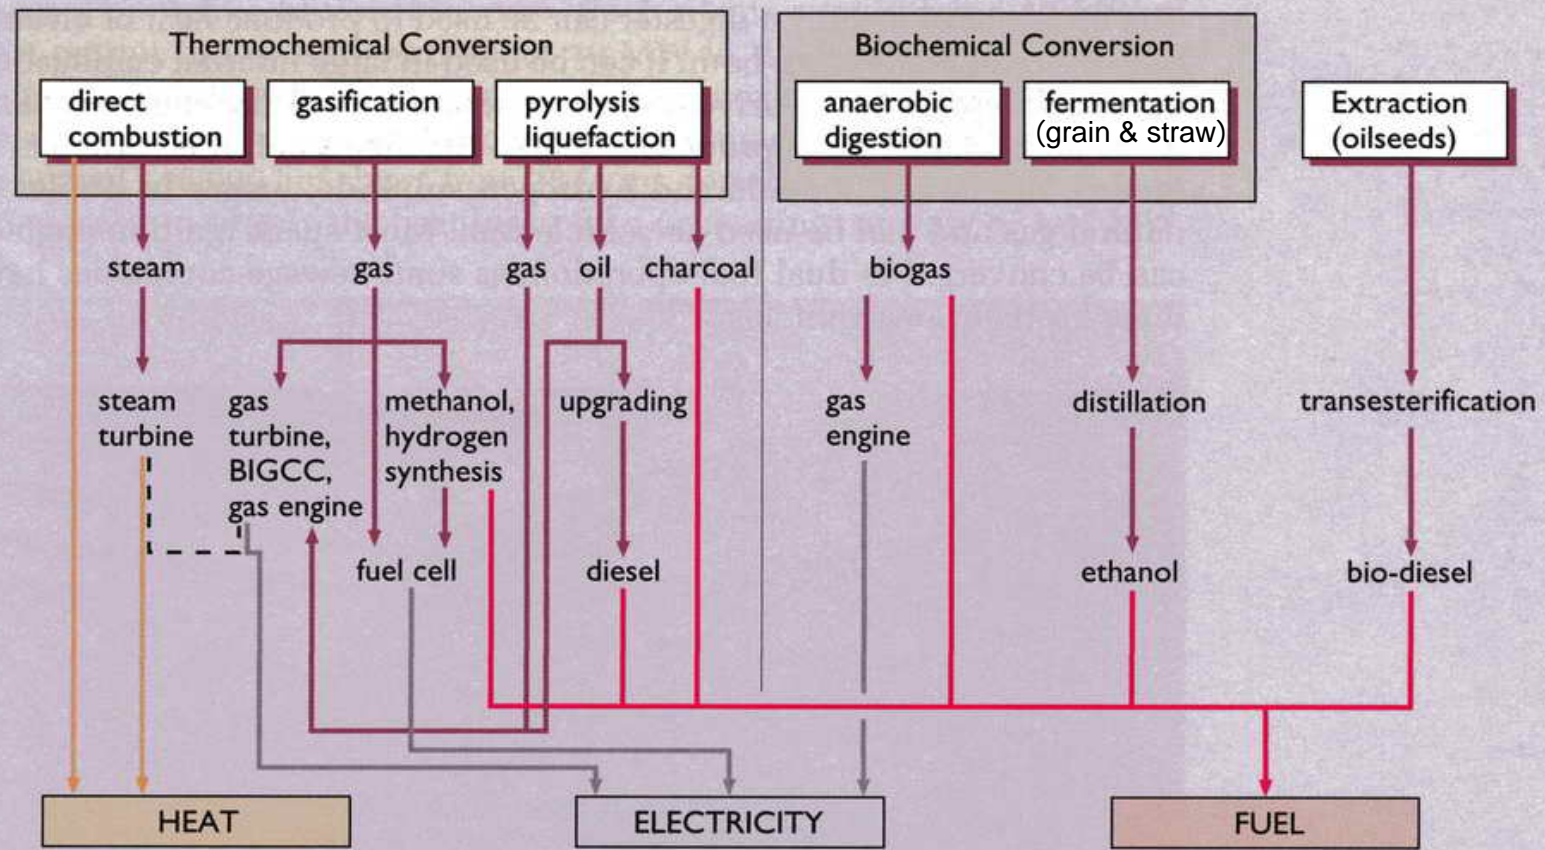 Thermochemical Conversion
Biochemical Conversion
direct
combustion
gasification
pyrolysis
liquefaction
anaerobic
digestion
fermentation
(grain & straw)
Extraction
(oilseeds)
steam
gas
gas
oil
charcoal
biogas
steam
turbine
gas
turbine,
BIGCC,
gas engine
methanol,
hydrogen
synthesis
upgrading
gas
engine
distillation
transesterification
fuel cell
diesel
ethanol
bio-diesel
HEAT
ELECTRICITY
FUEL